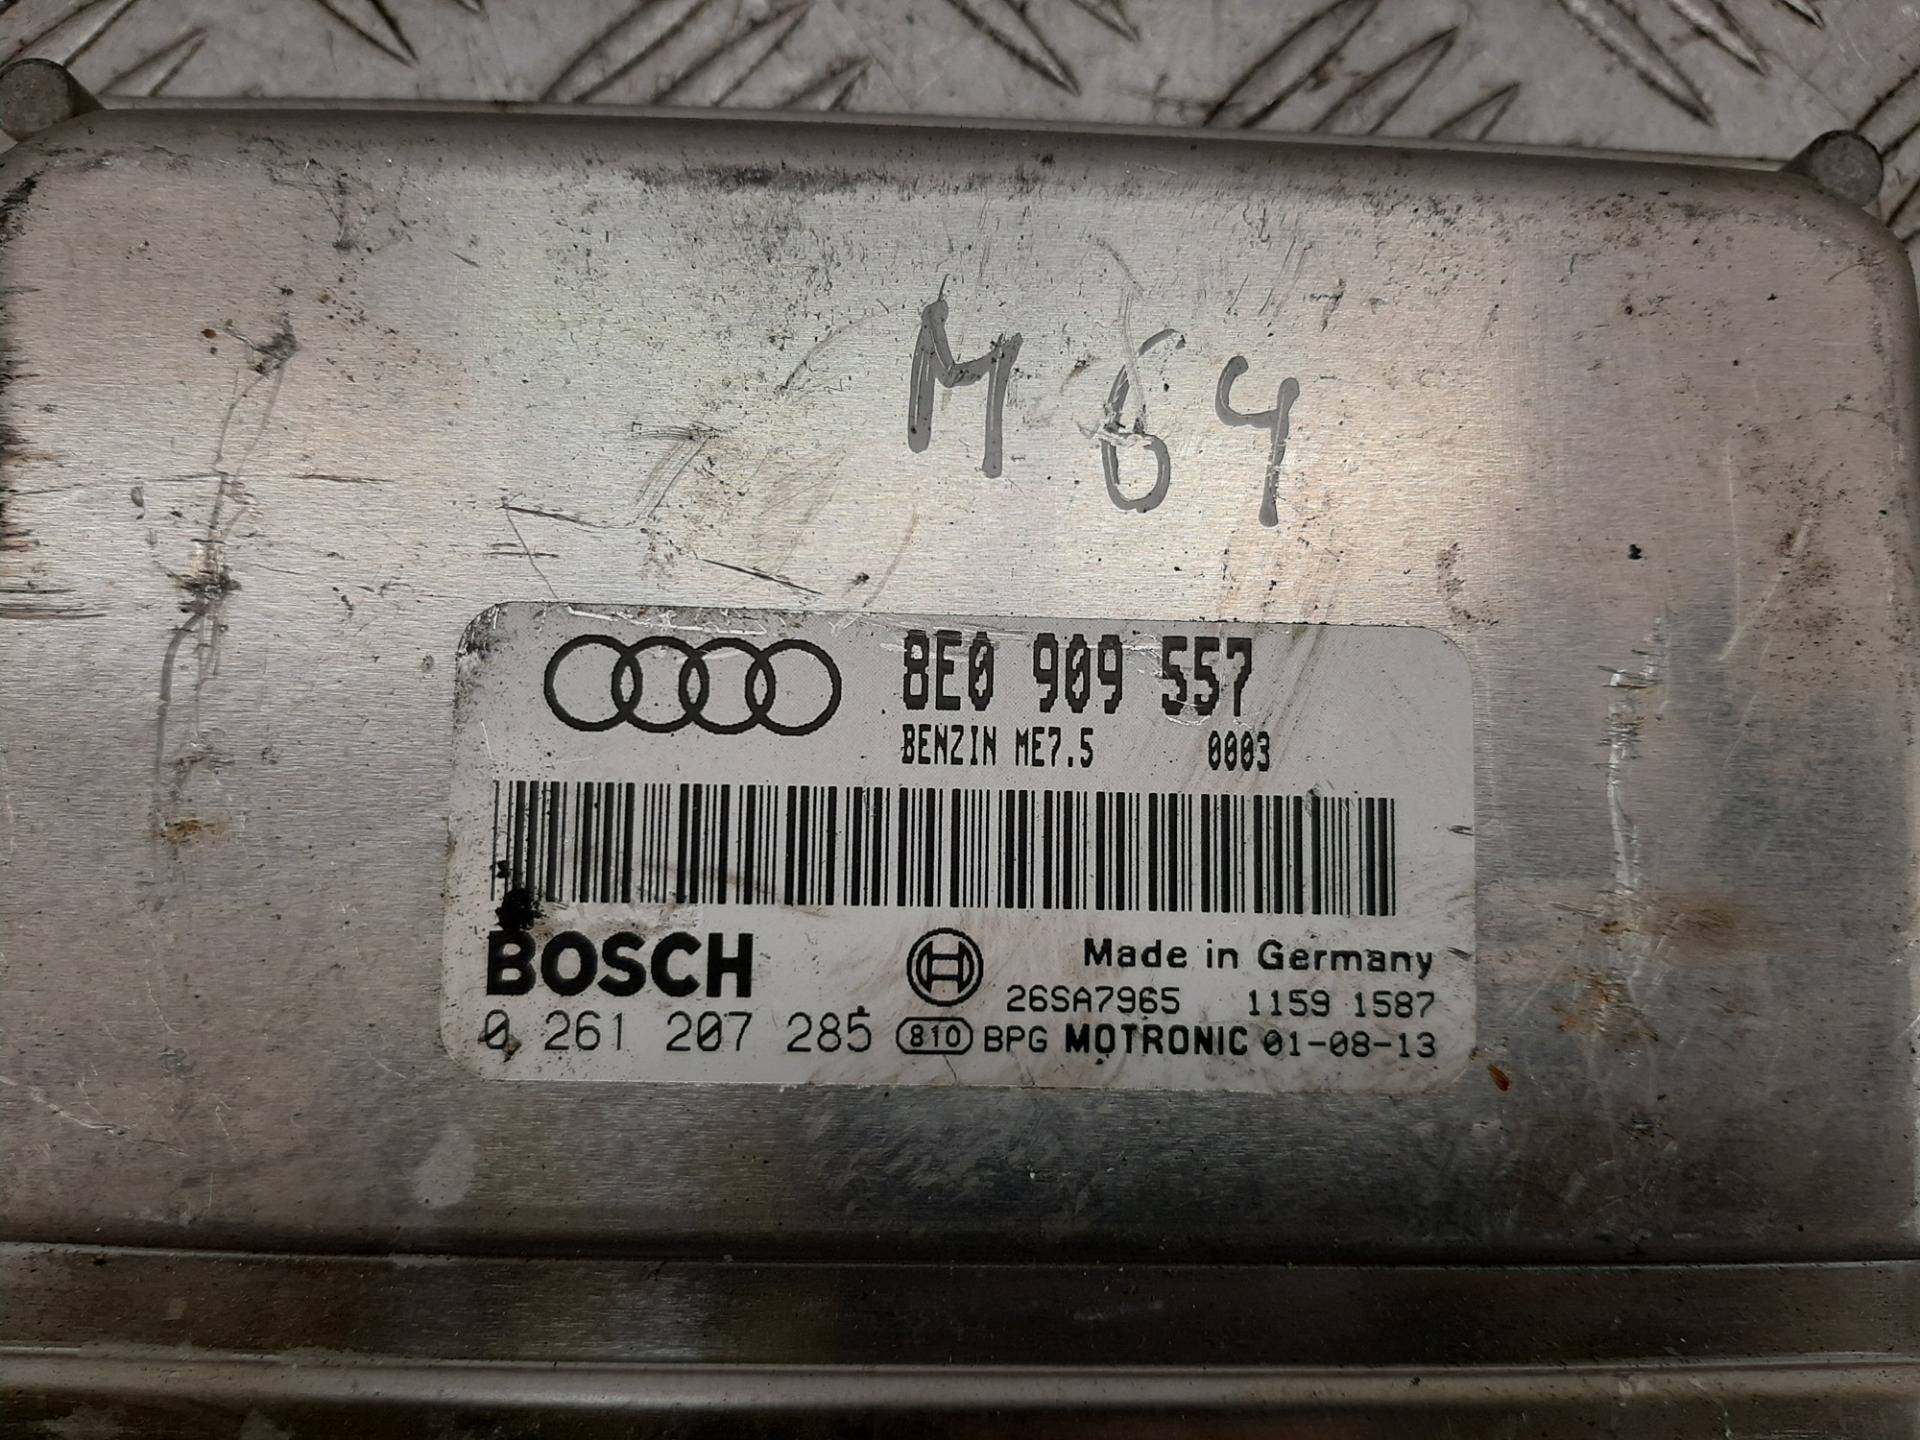 M 64
8E0 909 557
BENZIN ME7.5 0003
BOSCH
Made in Germany
26SA7965 1159 1587
0 261 207 285 810 BPG MOTRONIC 01-08-13